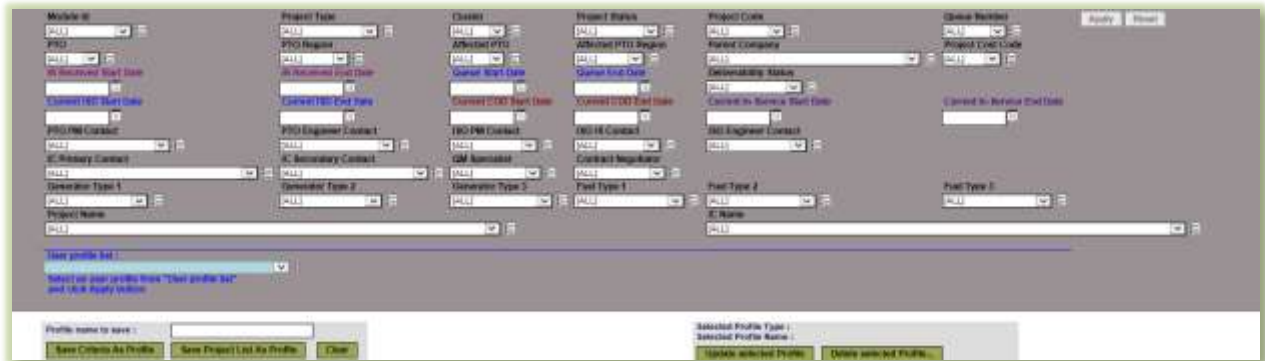 Module Id Project Type Cluster Project Status Project Code Queue Number Apply Reset
[ALL] [ALL] [ALL] [ALL] [ALL] [ALL]
PTO PTO Region Affected PTO Affected PTO Region Parent Company Project Cost Code
[ALL] [ALL] [ALL] [ALL] [ALL] [ALL]
IR Received Start Date IR Received End Date Queue Start Date Queue End Date Deliverability Status
[ALL]
Current ISD Start Date Current ISD End Date Current COD Start Date Current COD End Date Current In-Service Start Date Current In-Service End Date
PTO PM Contact PTO Engineer Contact ISO PM Contact ISO IS Contact ISO Engineer Contact
[ALL] [ALL] [ALL] [ALL] [ALL]
IC Primary Contact IC Secondary Contact QM Specialist Contract Negotiator
[ALL] [ALL] [ALL] [ALL]
Generator Type 1 Generator Type 2 Generator Type 3 Fuel Type 1 Fuel Type 2 Fuel Type 3
[ALL] [ALL] [ALL] [ALL] [ALL] [ALL]
Project Name IC Name
[ALL] [ALL]
User profile list :
Select an user profile from "User profile list"
and click Apply button
Profile name to save :
Save Criteria As Profile Save Project List As Profile Clear
Selected Profile Type :
Selected Profile Name :
Update selected Profile Delete selected Profile...